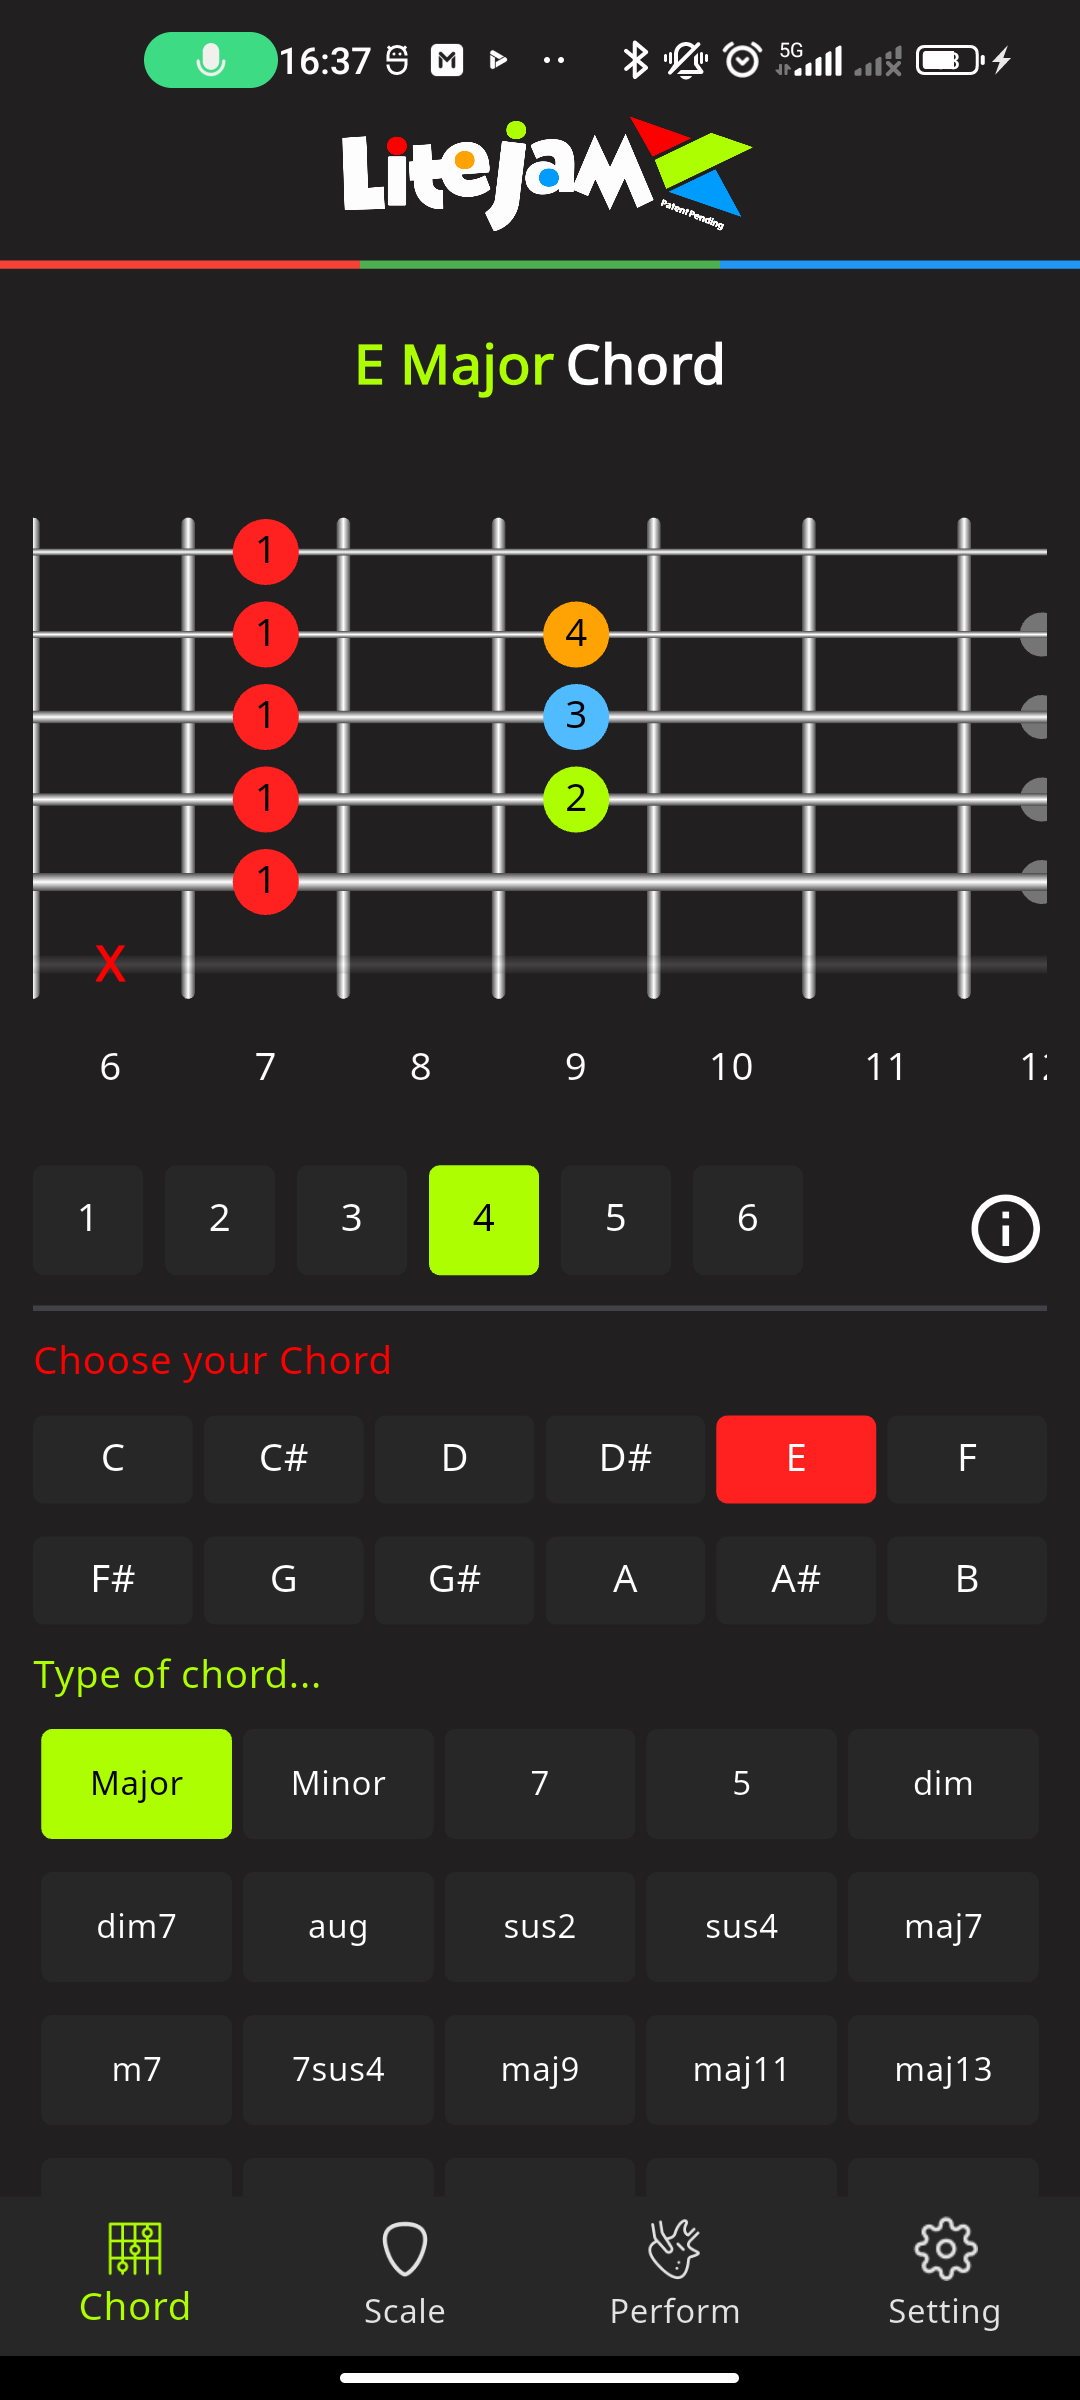 16:37
5G
LiteJam
Patent Pending
E Major Chord
1
1 4
1 3
1 2
1
X
6 7 8 9 10 11
1 2 3 4 5 6
Choose your Chord
C C# D D# E F
F# G G# A A# B
Type of chord...
Major Minor 7 5 dim
dim7 aug sus2 sus4 maj7
m7 7sus4 maj9 maj11 maj13
Chord Scale Perform Setting